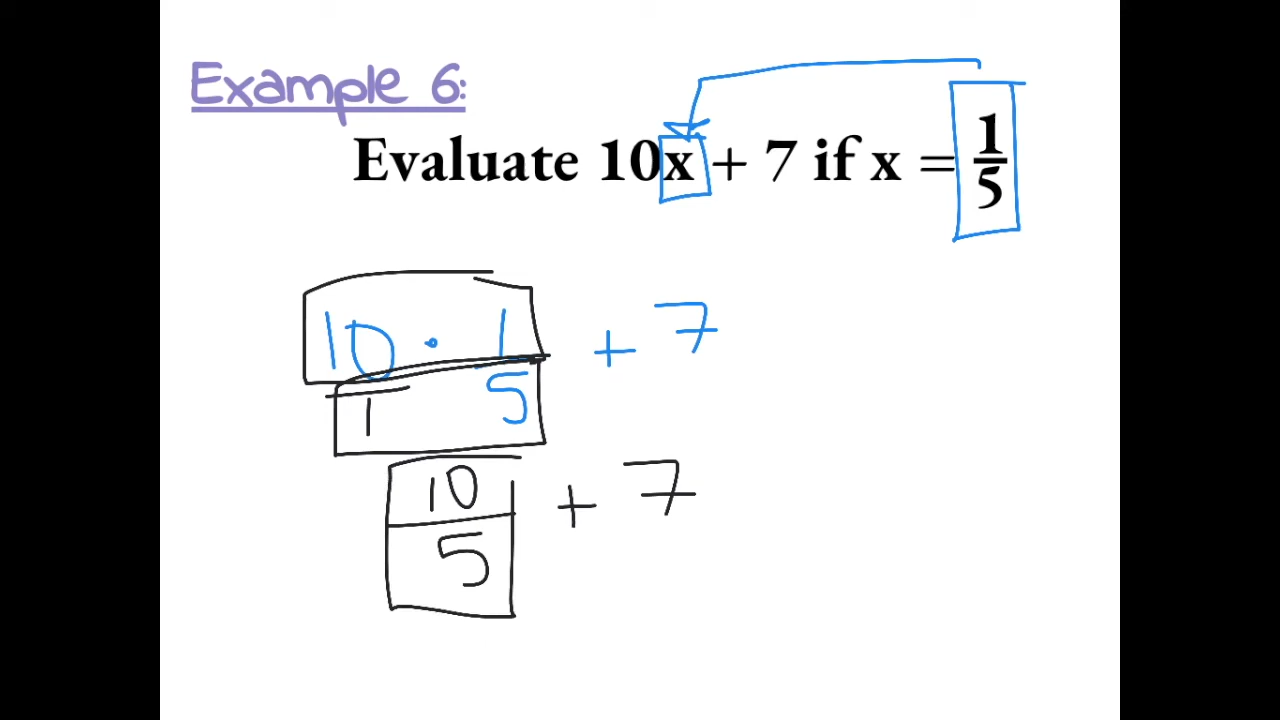 Example 6:
Evaluate 10x + 7 if x = 1/5
10 · 1 + 7
1 5
10 + 7
5